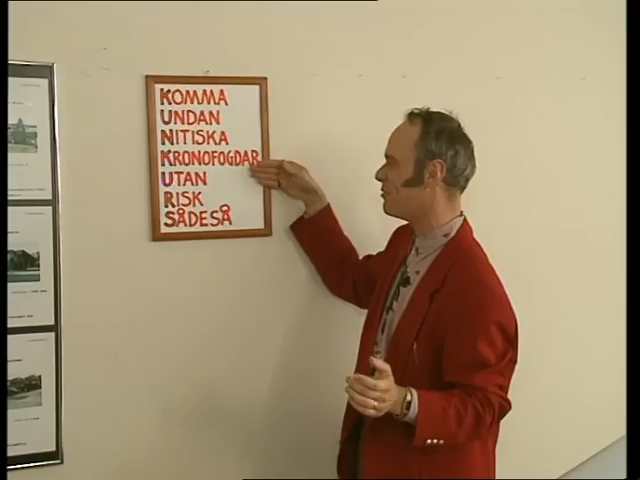 KOMMA
UNDAN
NITISKA
KRONOFOGDAR
UTAN
RISK
SÅDESÅ